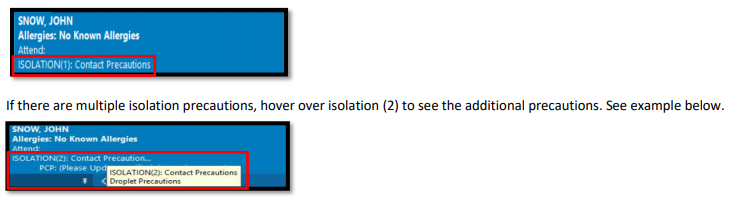 SNOW, JOHN
Allergies: No Known Allergies
Attend:
ISOLATION(1): Contact Precautions
If there are multiple isolation precautions, hover over isolation (2) to see the additional precautions. See example below.
SNOW, JOHN
Allergies: No Known Allergies
Attend:
ISOLATION(2): Contact Precaution...
PCP: (Please Upd
ISOLATION(2): Contact Precautions
Droplet Precautions